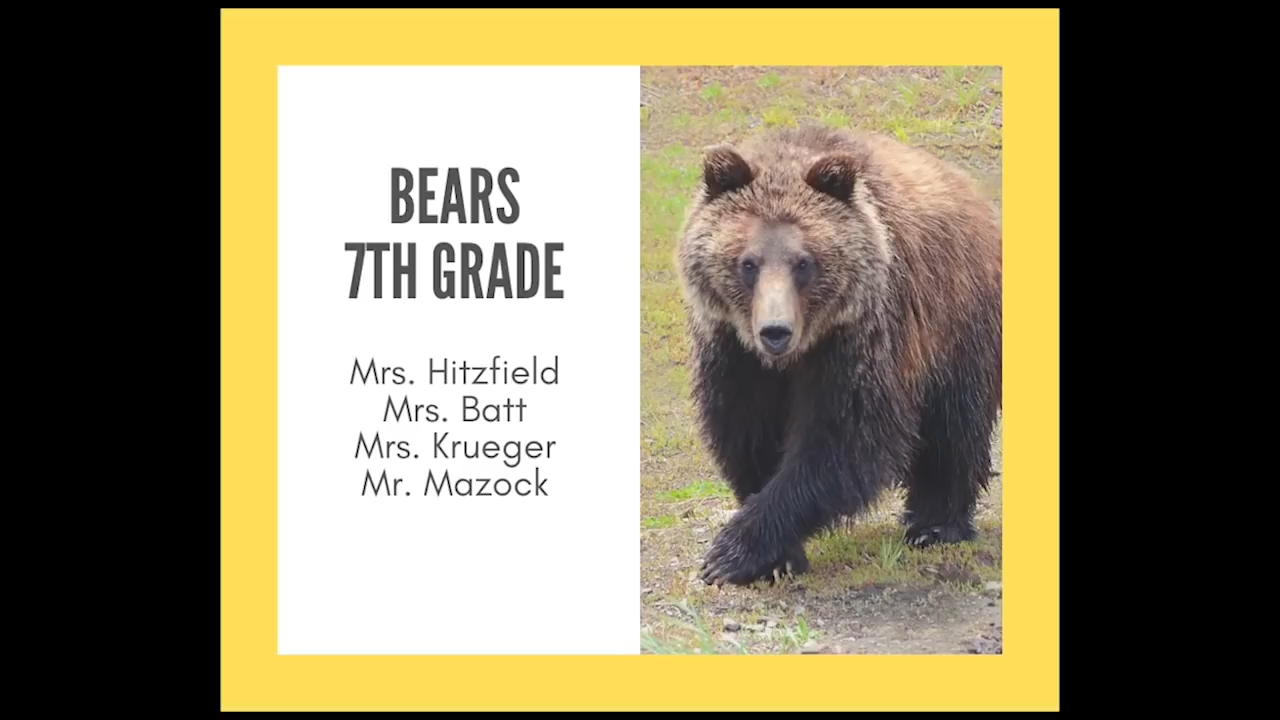 BEARS
7TH GRADE
Mrs. Hitzfield
Mrs. Batt
Mrs. Krueger
Mr. Mazock